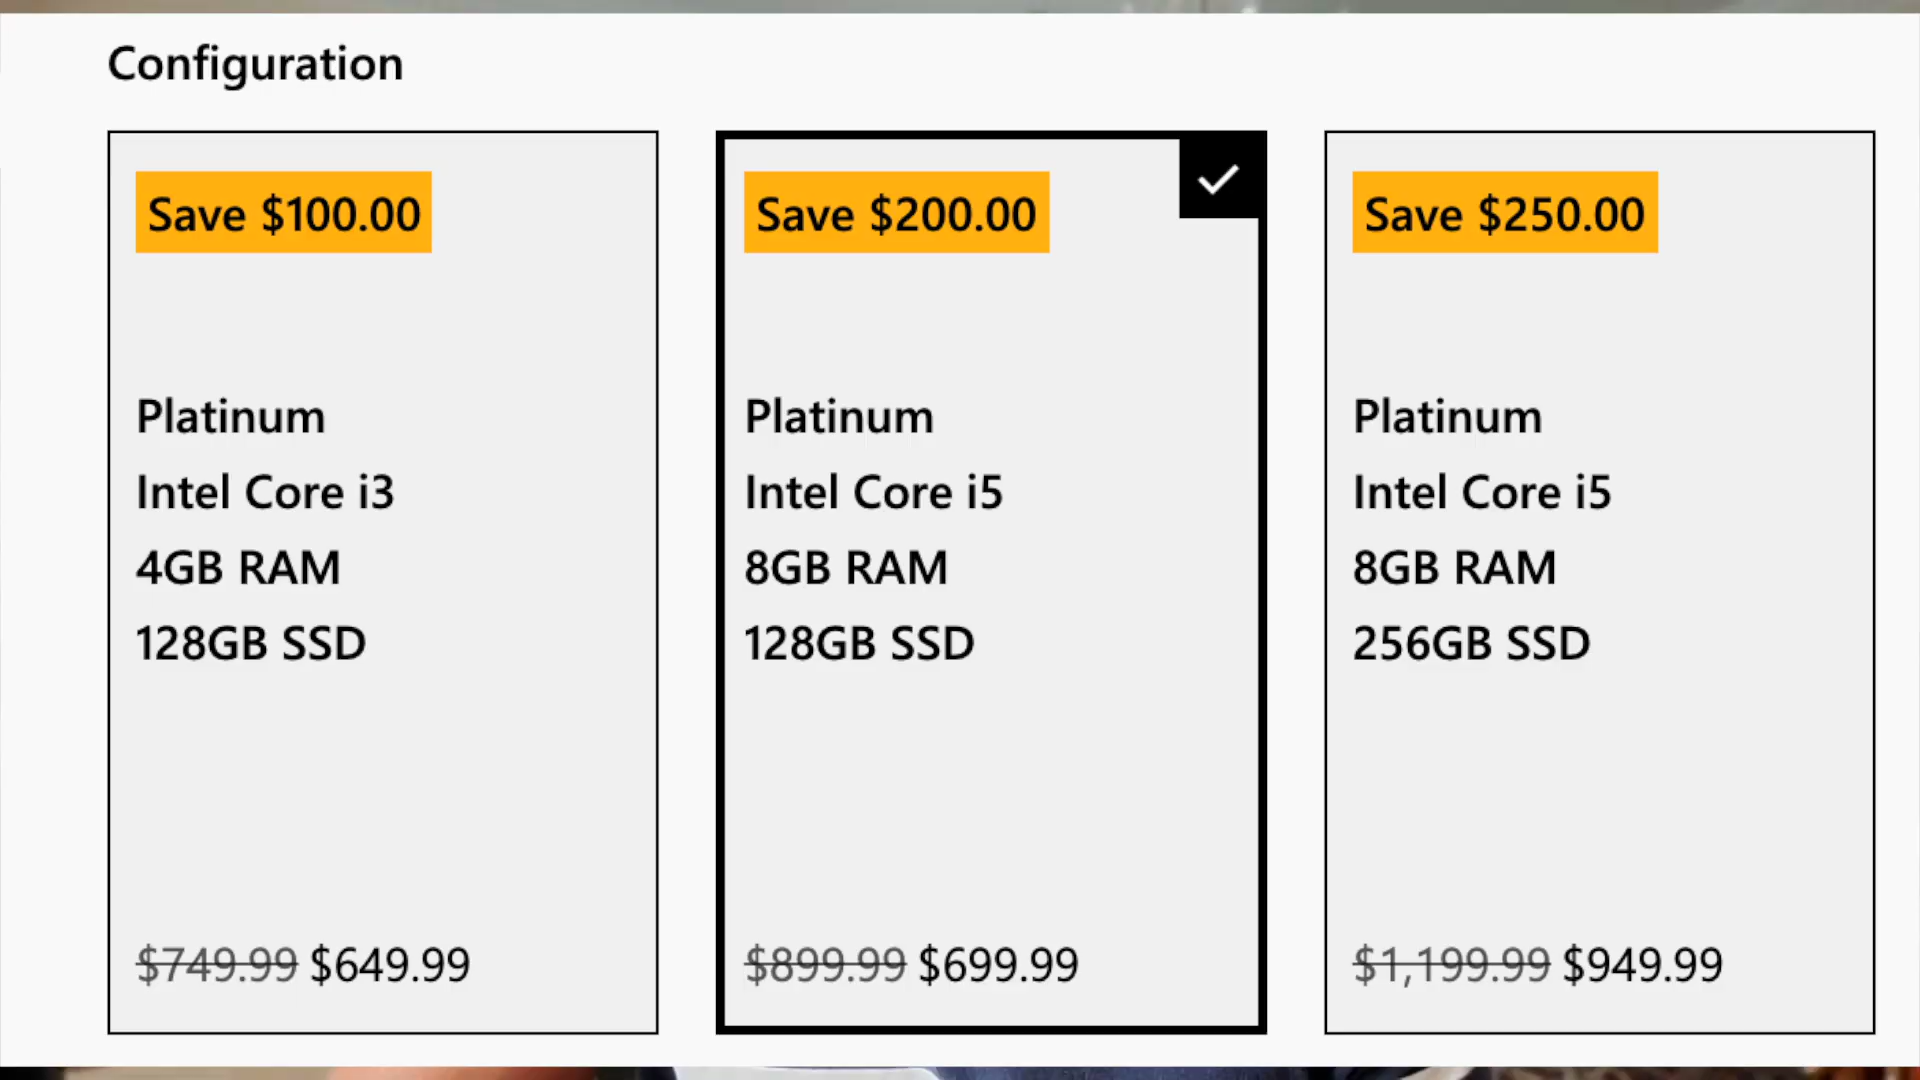 Configuration
Save $100.00
Platinum
Intel Core i3
4GB RAM
128GB SSD
$749.99 $649.99
Save $200.00
Platinum
Intel Core i5
8GB RAM
128GB SSD
$899.99 $699.99
Save $250.00
Platinum
Intel Core i5
8GB RAM
256GB SSD
$1,199.99 $949.99